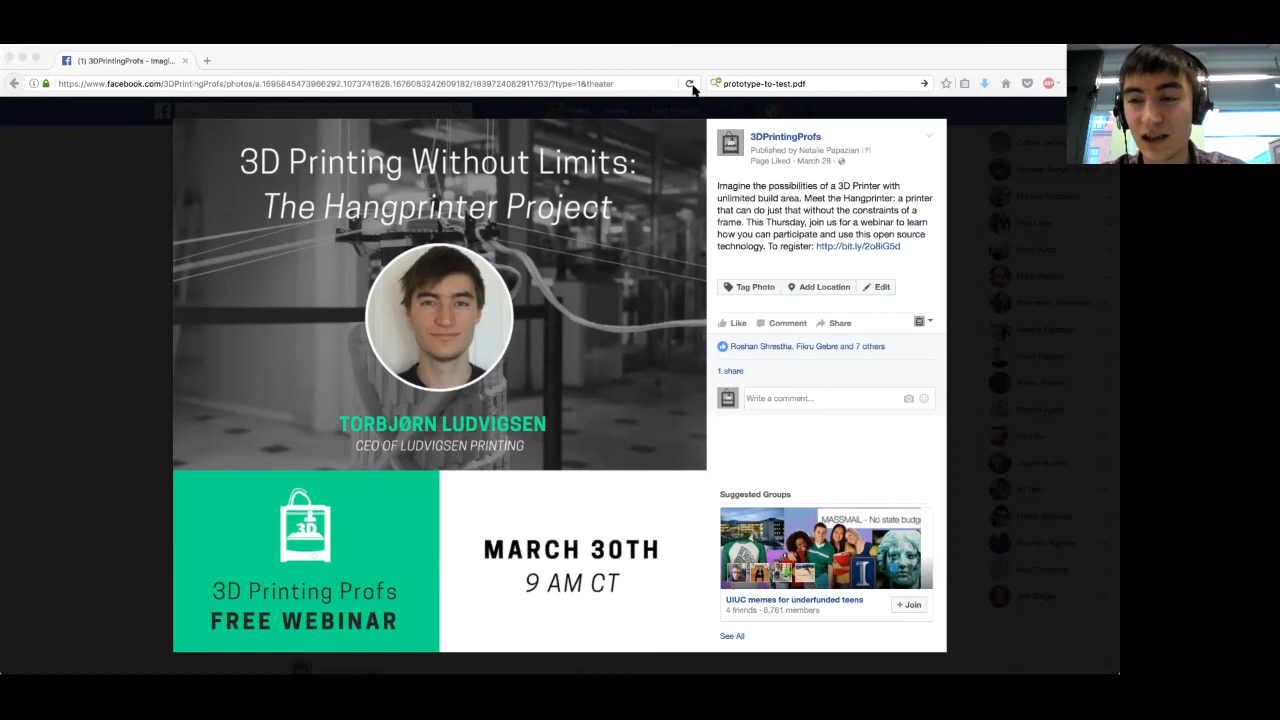 (1) 3DPrintingProfs - Imagi...
https://www.facebook.com/3DPrintingProfs/photos/a.1695845473966292.1073741828.1676083242609182/1839724082911763/?type=1&theater
prototype-to-test.pdf
3D Printing Without Limits:
The Hangprinter Project
TORBJØRN LUDVIGSEN
CEO OF LUDVIGSEN PRINTING
3D
3D Printing Profs
FREE WEBINAR
MARCH 30TH
9 AM CT
3DPrintingProfs
Published by Natalie Papazian [?]
Page Liked · March 28 ·
Imagine the possibilities of a 3D Printer with
unlimited build area. Meet the Hangprinter: a printer
that can do just that without the constraints of a
frame. This Thursday, join us for a webinar to learn
how you can participate and use this open source
technology. To register: http://bit.ly/2o8iG5d
Tag Photo Add Location Edit
Like Comment Share
Roshan Shrestha, Fikru Gebre and 7 others
1 share
Write a comment...
Suggested Groups
MASSMAIL - No state budg
UIUC memes for underfunded teens
4 friends · 8,761 members
+ Join
See All